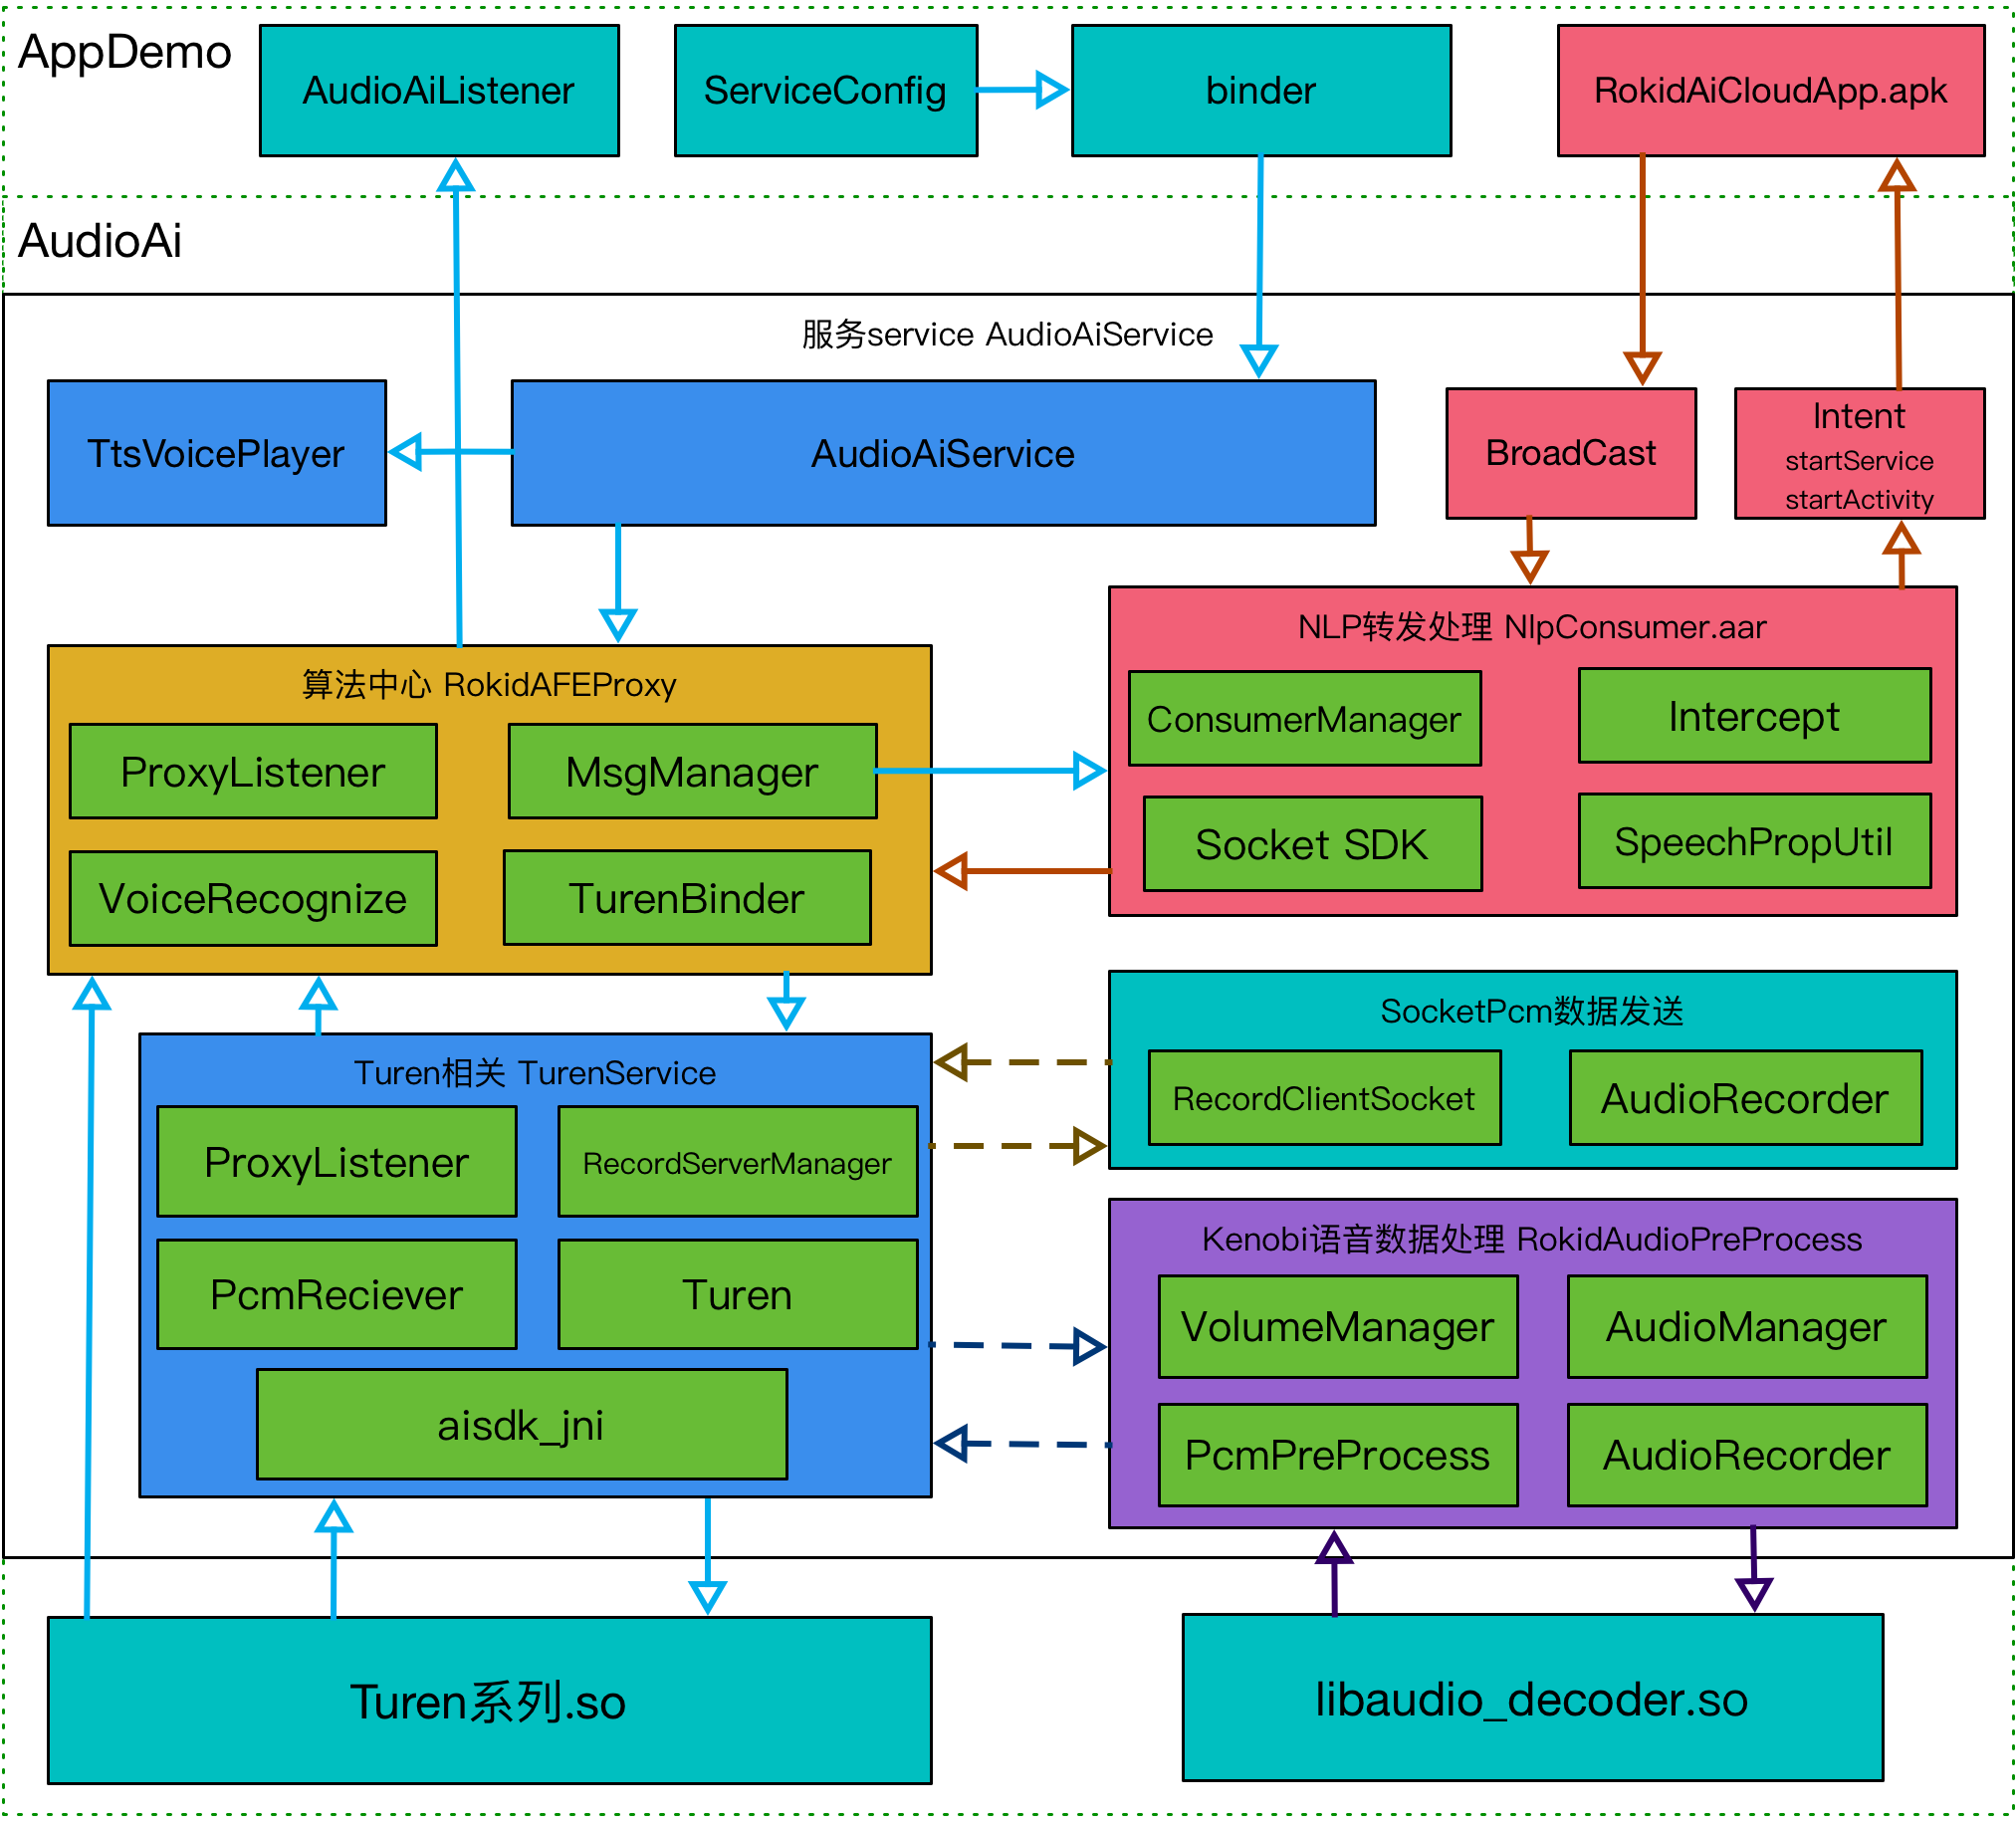 AppDemo
AudioAiListener
ServiceConfig
binder
RokidAiCloudApp.apk
AudioAi
服务service AudioAiService
TtsVoicePlayer
AudioAiService
BroadCast
Intent
startService
startActivity
算法中心 RokidAFEProxy
ProxyListener
MsgManager
VoiceRecognize
TurenBinder
NLP转发处理 NlpConsumer.aar
ConsumerManager
Intercept
Socket SDK
SpeechPropUtil
Turen相关 TurenService
ProxyListener
RecordServerManager
PcmReciever
Turen
aisdk_jni
SocketPcm数据发送
RecordClientSocket
AudioRecorder
Kenobi语音数据处理 RokidAudioPreProcess
VolumeManager
AudioManager
PcmPreProcess
AudioRecorder
Turen系列.so
libaudio_decoder.so